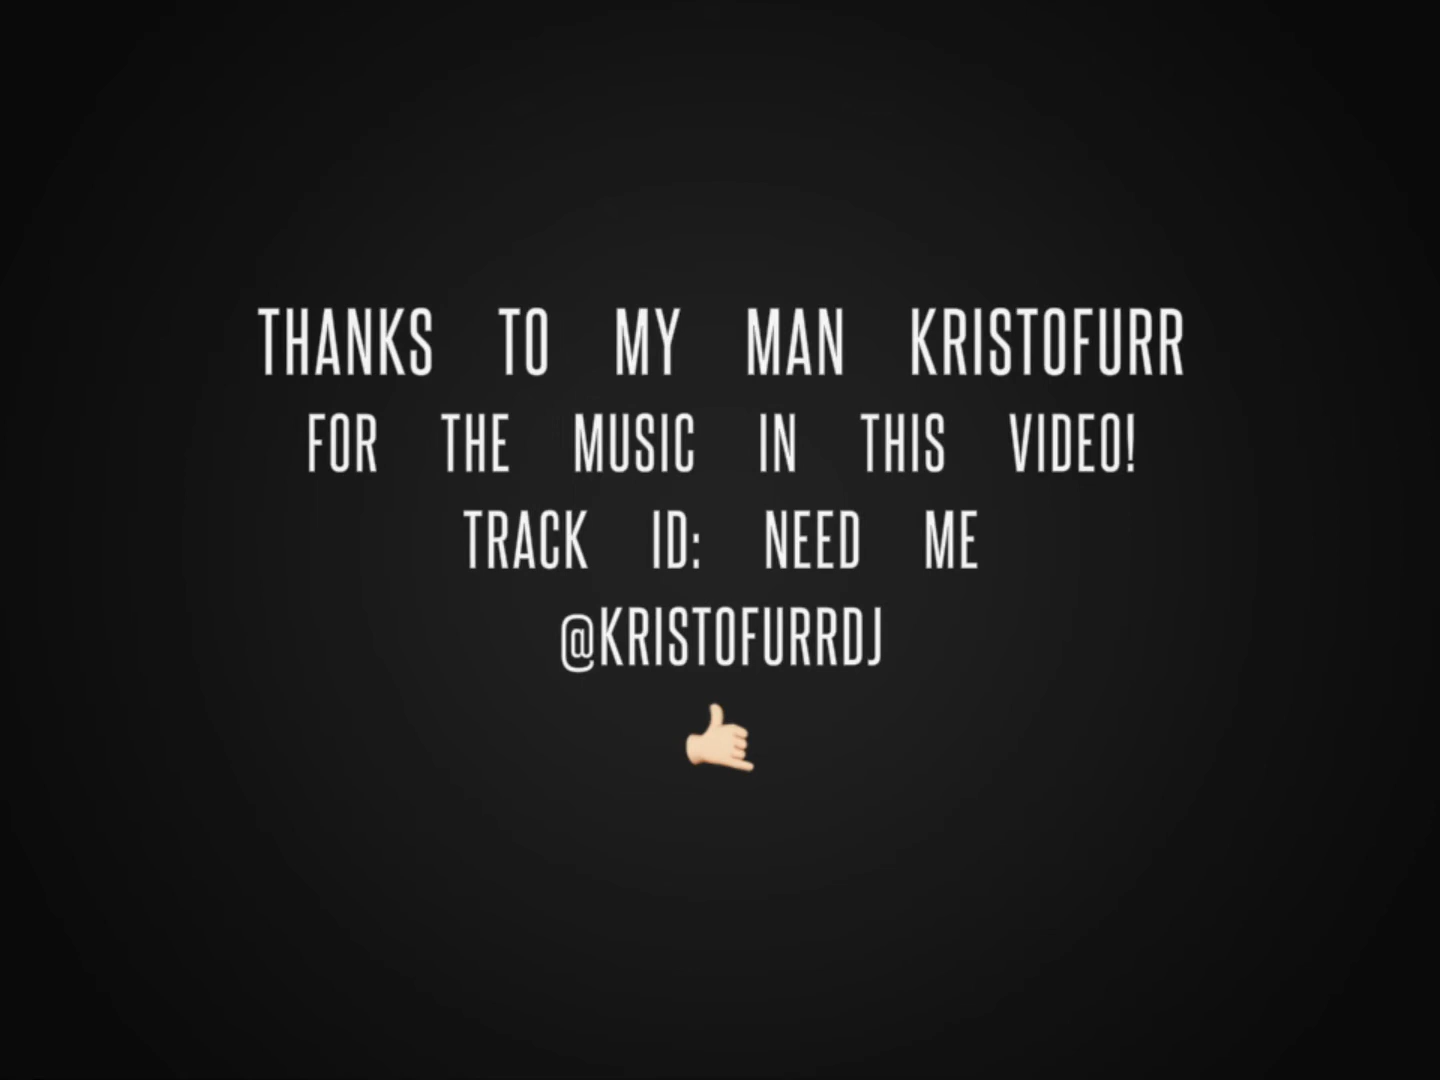 THANKS TO MY MAN KRISTOFURR
FOR THE MUSIC IN THIS VIDEO!
TRACK ID: NEED ME
@KRISTOFURRDJ
🤙🏼